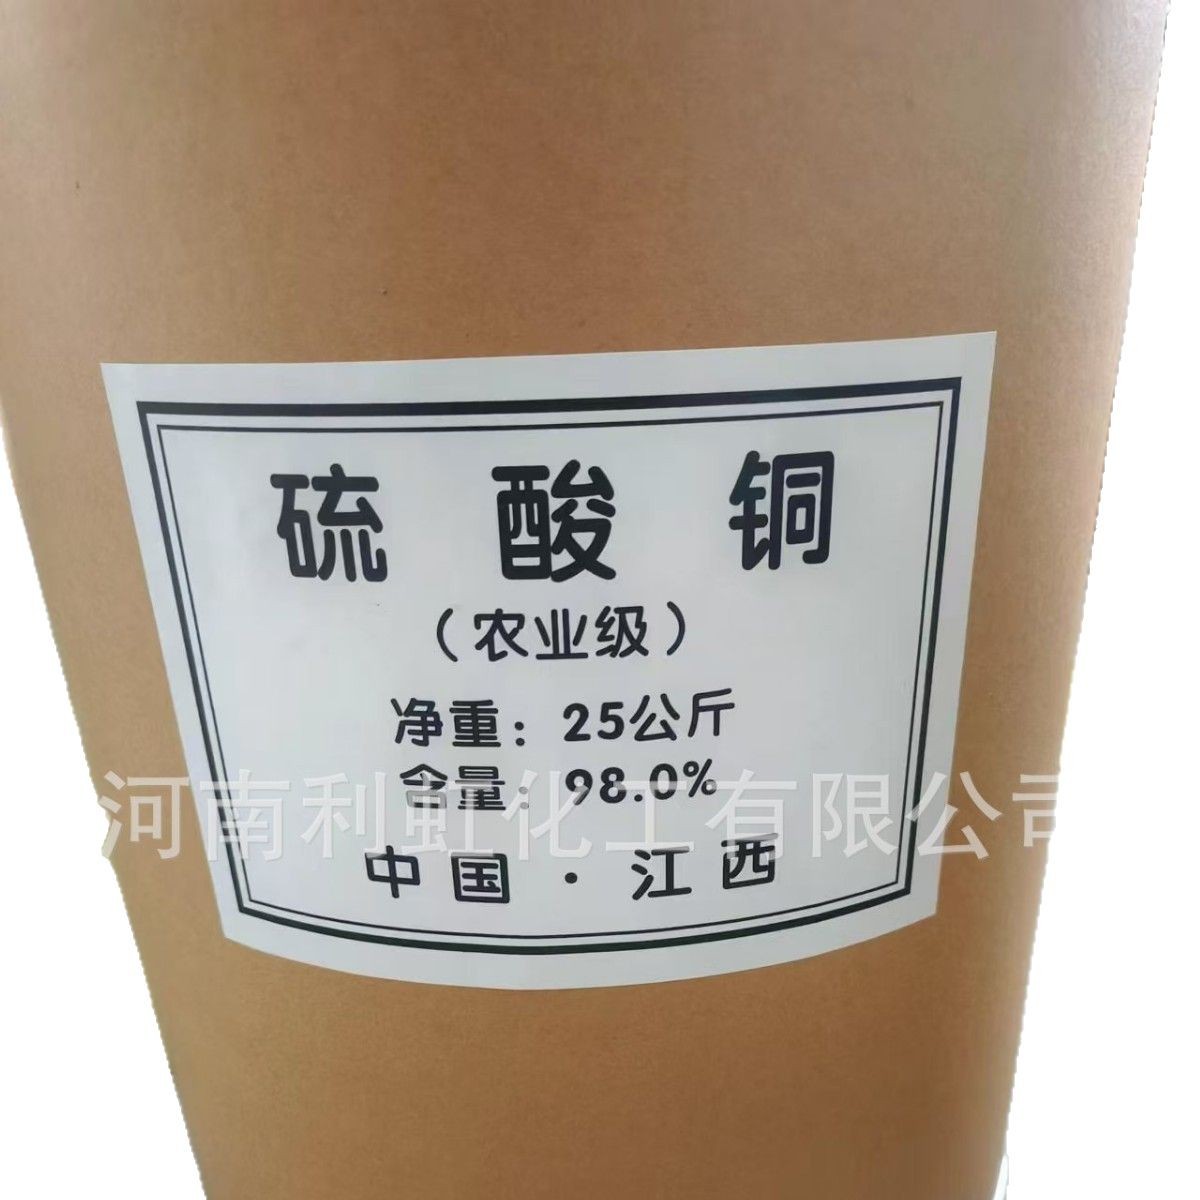 硫酸铜
（农业级）
净重：25公斤
含量：98.0%
河南利虹化工有限公司
中国·江西